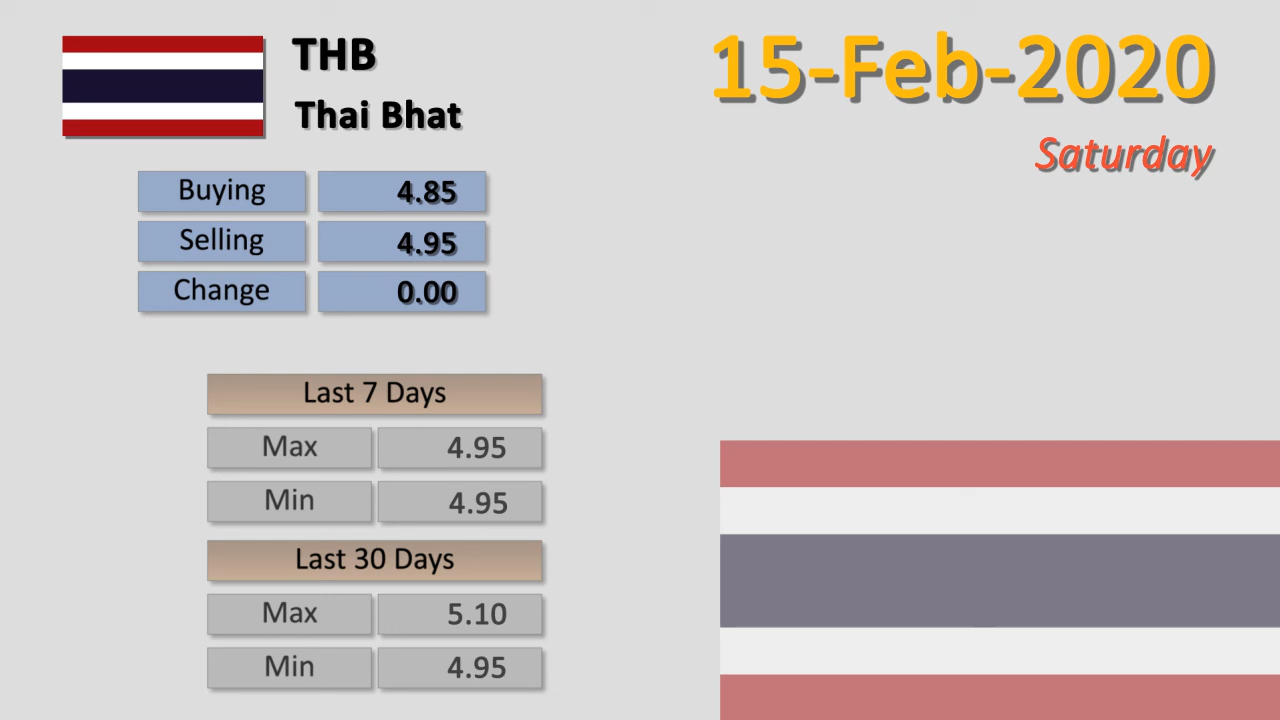 THB
Thai Bhat
15-Feb-2020
Saturday
Buying 4.85
Selling 4.95
Change 0.00
Last 7 Days
Max 4.95
Min 4.95
Last 30 Days
Max 5.10
Min 4.95